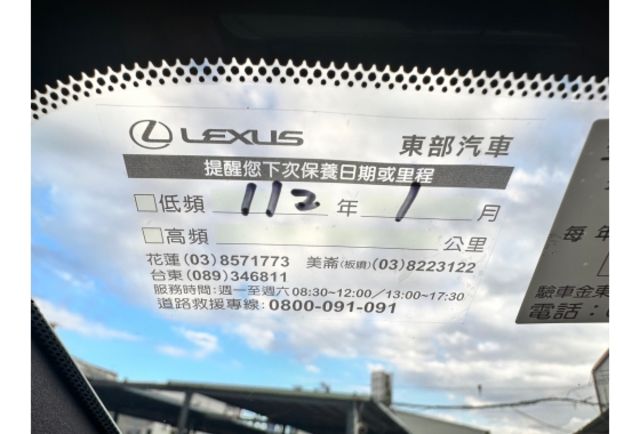 LEXUS 東部汽車
提醒您下次保養日期或里程
低頻 113 年 1 月
高頻 公里
花蓮(03)8571773 美崙(板鈑)(03)8223122
台東(089)346811
服務時間:週一至週六08:30~12:00/13:00~17:30
道路救援專線:0800-091-091
每年
驗車金東
電話: